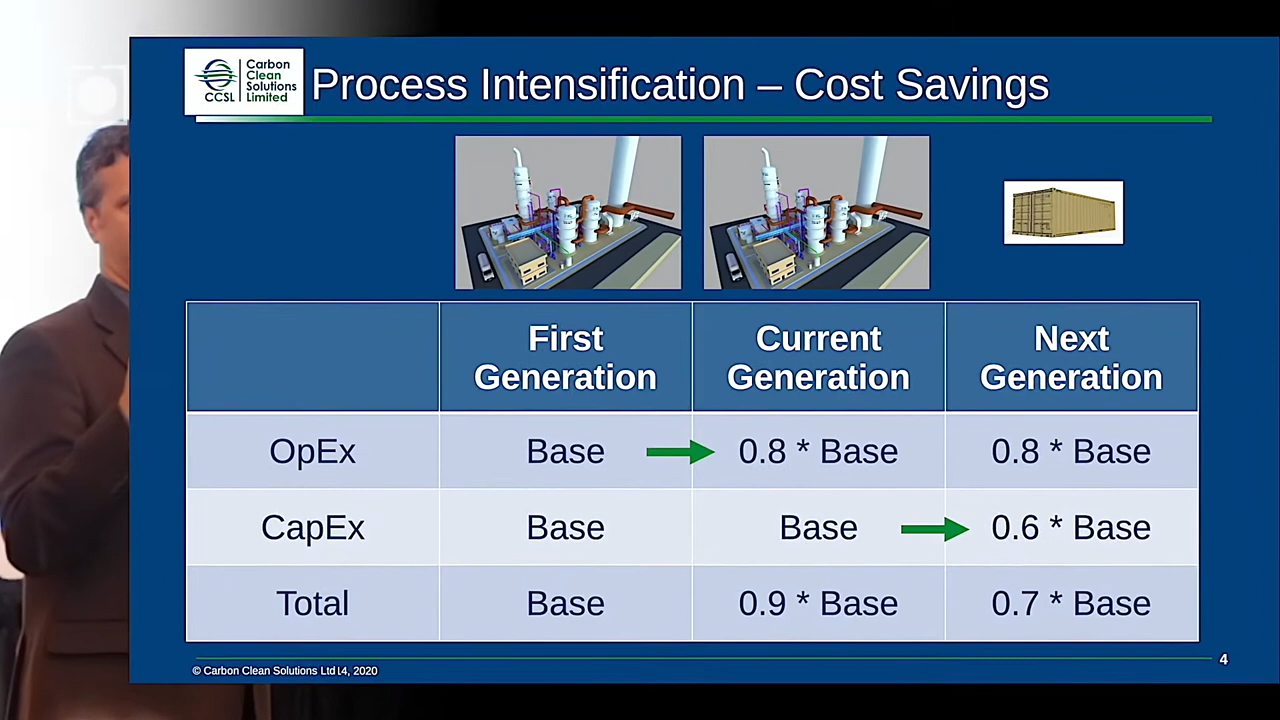 Carbon
Clean
Solutions
Limited
CCSL
Process Intensification – Cost Savings
First Generation
Current Generation
Next Generation
OpEx
Base
0.8 * Base
0.8 * Base
CapEx
Base
Base
0.6 * Base
Total
Base
0.9 * Base
0.7 * Base
© Carbon Clean Solutions Ltd 4, 2020
4